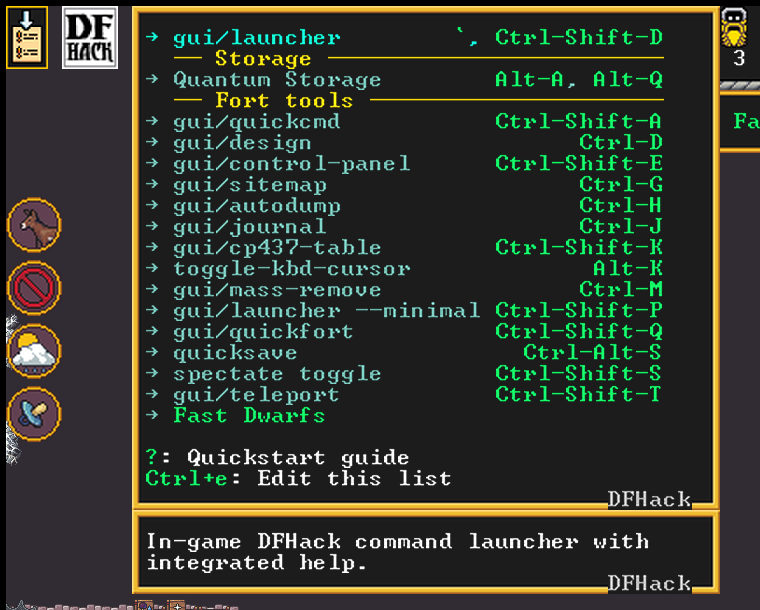 DF
HACK
→ gui/launcher `, Ctrl-Shift-D
Storage
→ Quantum Storage Alt-A, Alt-Q
Fort tools
→ gui/quickcmd Ctrl-Shift-A
→ gui/design Ctrl-D
→ gui/control-panel Ctrl-Shift-E
→ gui/sitemap Ctrl-G
→ gui/autodump Ctrl-H
→ gui/journal Ctrl-J
→ gui/cp437-table Ctrl-Shift-K
→ toggle-kbd-cursor Alt-K
→ gui/mass-remove Ctrl-M
→ gui/launcher --minimal Ctrl-Shift-P
→ gui/quickfort Ctrl-Shift-Q
→ quicksave Ctrl-Alt-S
→ spectate toggle Ctrl-Shift-S
→ gui/teleport Ctrl-Shift-T
→ Fast Dwarfs
?: Quickstart guide
Ctrl+e: Edit this list
DFHack
In-game DFHack command launcher with
integrated help.
DFHack
3
Fa